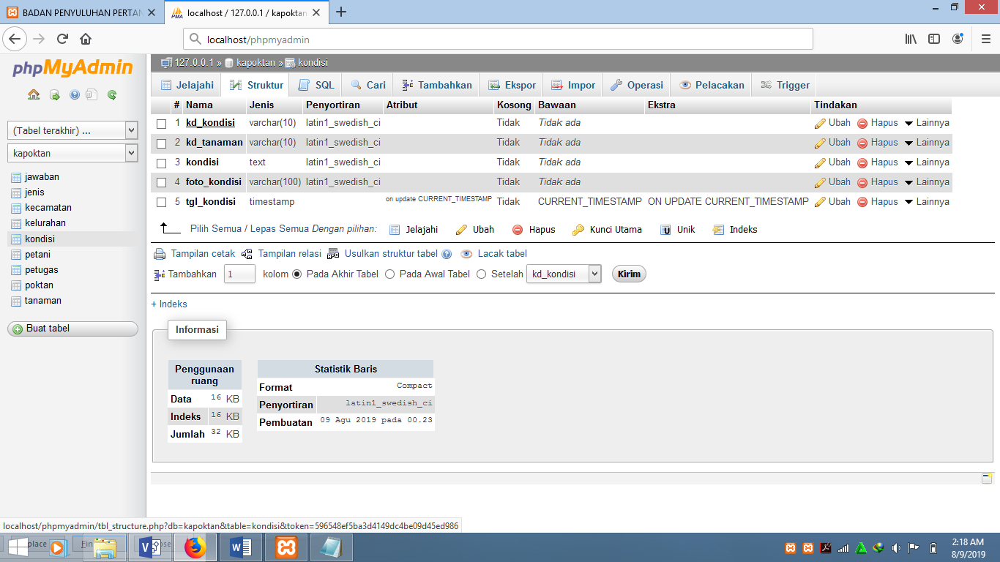 BADAN PENYULUHAN PERTAN
localhost / 127.0.0.1 / kapoktan
localhost/phpmyadmin
phpMyAdmin
(Tabel terakhir) ...
kapoktan
jawaban
jenis
kecamatan
kelurahan
kondisi
petani
petugas
poktan
tanaman
Buat tabel
127.0.0.1 » kapoktan » kondisi
Jelajahi Struktur SQL Cari Tambahkan Ekspor Impor Operasi Pelacakan Trigger
# Nama Jenis Penyortiran Atribut Kosong Bawaan Ekstra Tindakan
1 kd_kondisi varchar(10) latin1_swedish_ci Tidak Tidak ada Ubah Hapus Lainnya
2 kd_tanaman varchar(10) latin1_swedish_ci Tidak Tidak ada Ubah Hapus Lainnya
3 kondisi text latin1_swedish_ci Tidak Tidak ada Ubah Hapus Lainnya
4 foto_kondisi varchar(100) latin1_swedish_ci Tidak Tidak ada Ubah Hapus Lainnya
5 tgl_kondisi timestamp on update CURRENT_TIMESTAMP Tidak CURRENT_TIMESTAMP ON UPDATE CURRENT_TIMESTAMP Ubah Hapus Lainnya
Pilih Semua / Lepas Semua Dengan pilihan: Jelajahi Ubah Hapus Kunci Utama Unik Indeks
Tampilan cetak Tampilan relasi Usulkan struktur tabel Lacak tabel
Tambahkan 1 kolom Pada Akhir Tabel Pada Awal Tabel Setelah kd_kondisi Kirim
+ Indeks
Informasi
Penggunaan
ruang
Data 16 KB
Indeks 16 KB
Jumlah 32 KB
Statistik Baris
Format Compact
Penyortiran latin1_swedish_ci
Pembuatan 09 Agu 2019 pada 00.23
localhost/phpmyadmin/tbl_structure.php?db=kapoktan&table=kondisi&token=596548ef5ba3d4149dc4be09d45ed986
2:18 AM
8/9/2019